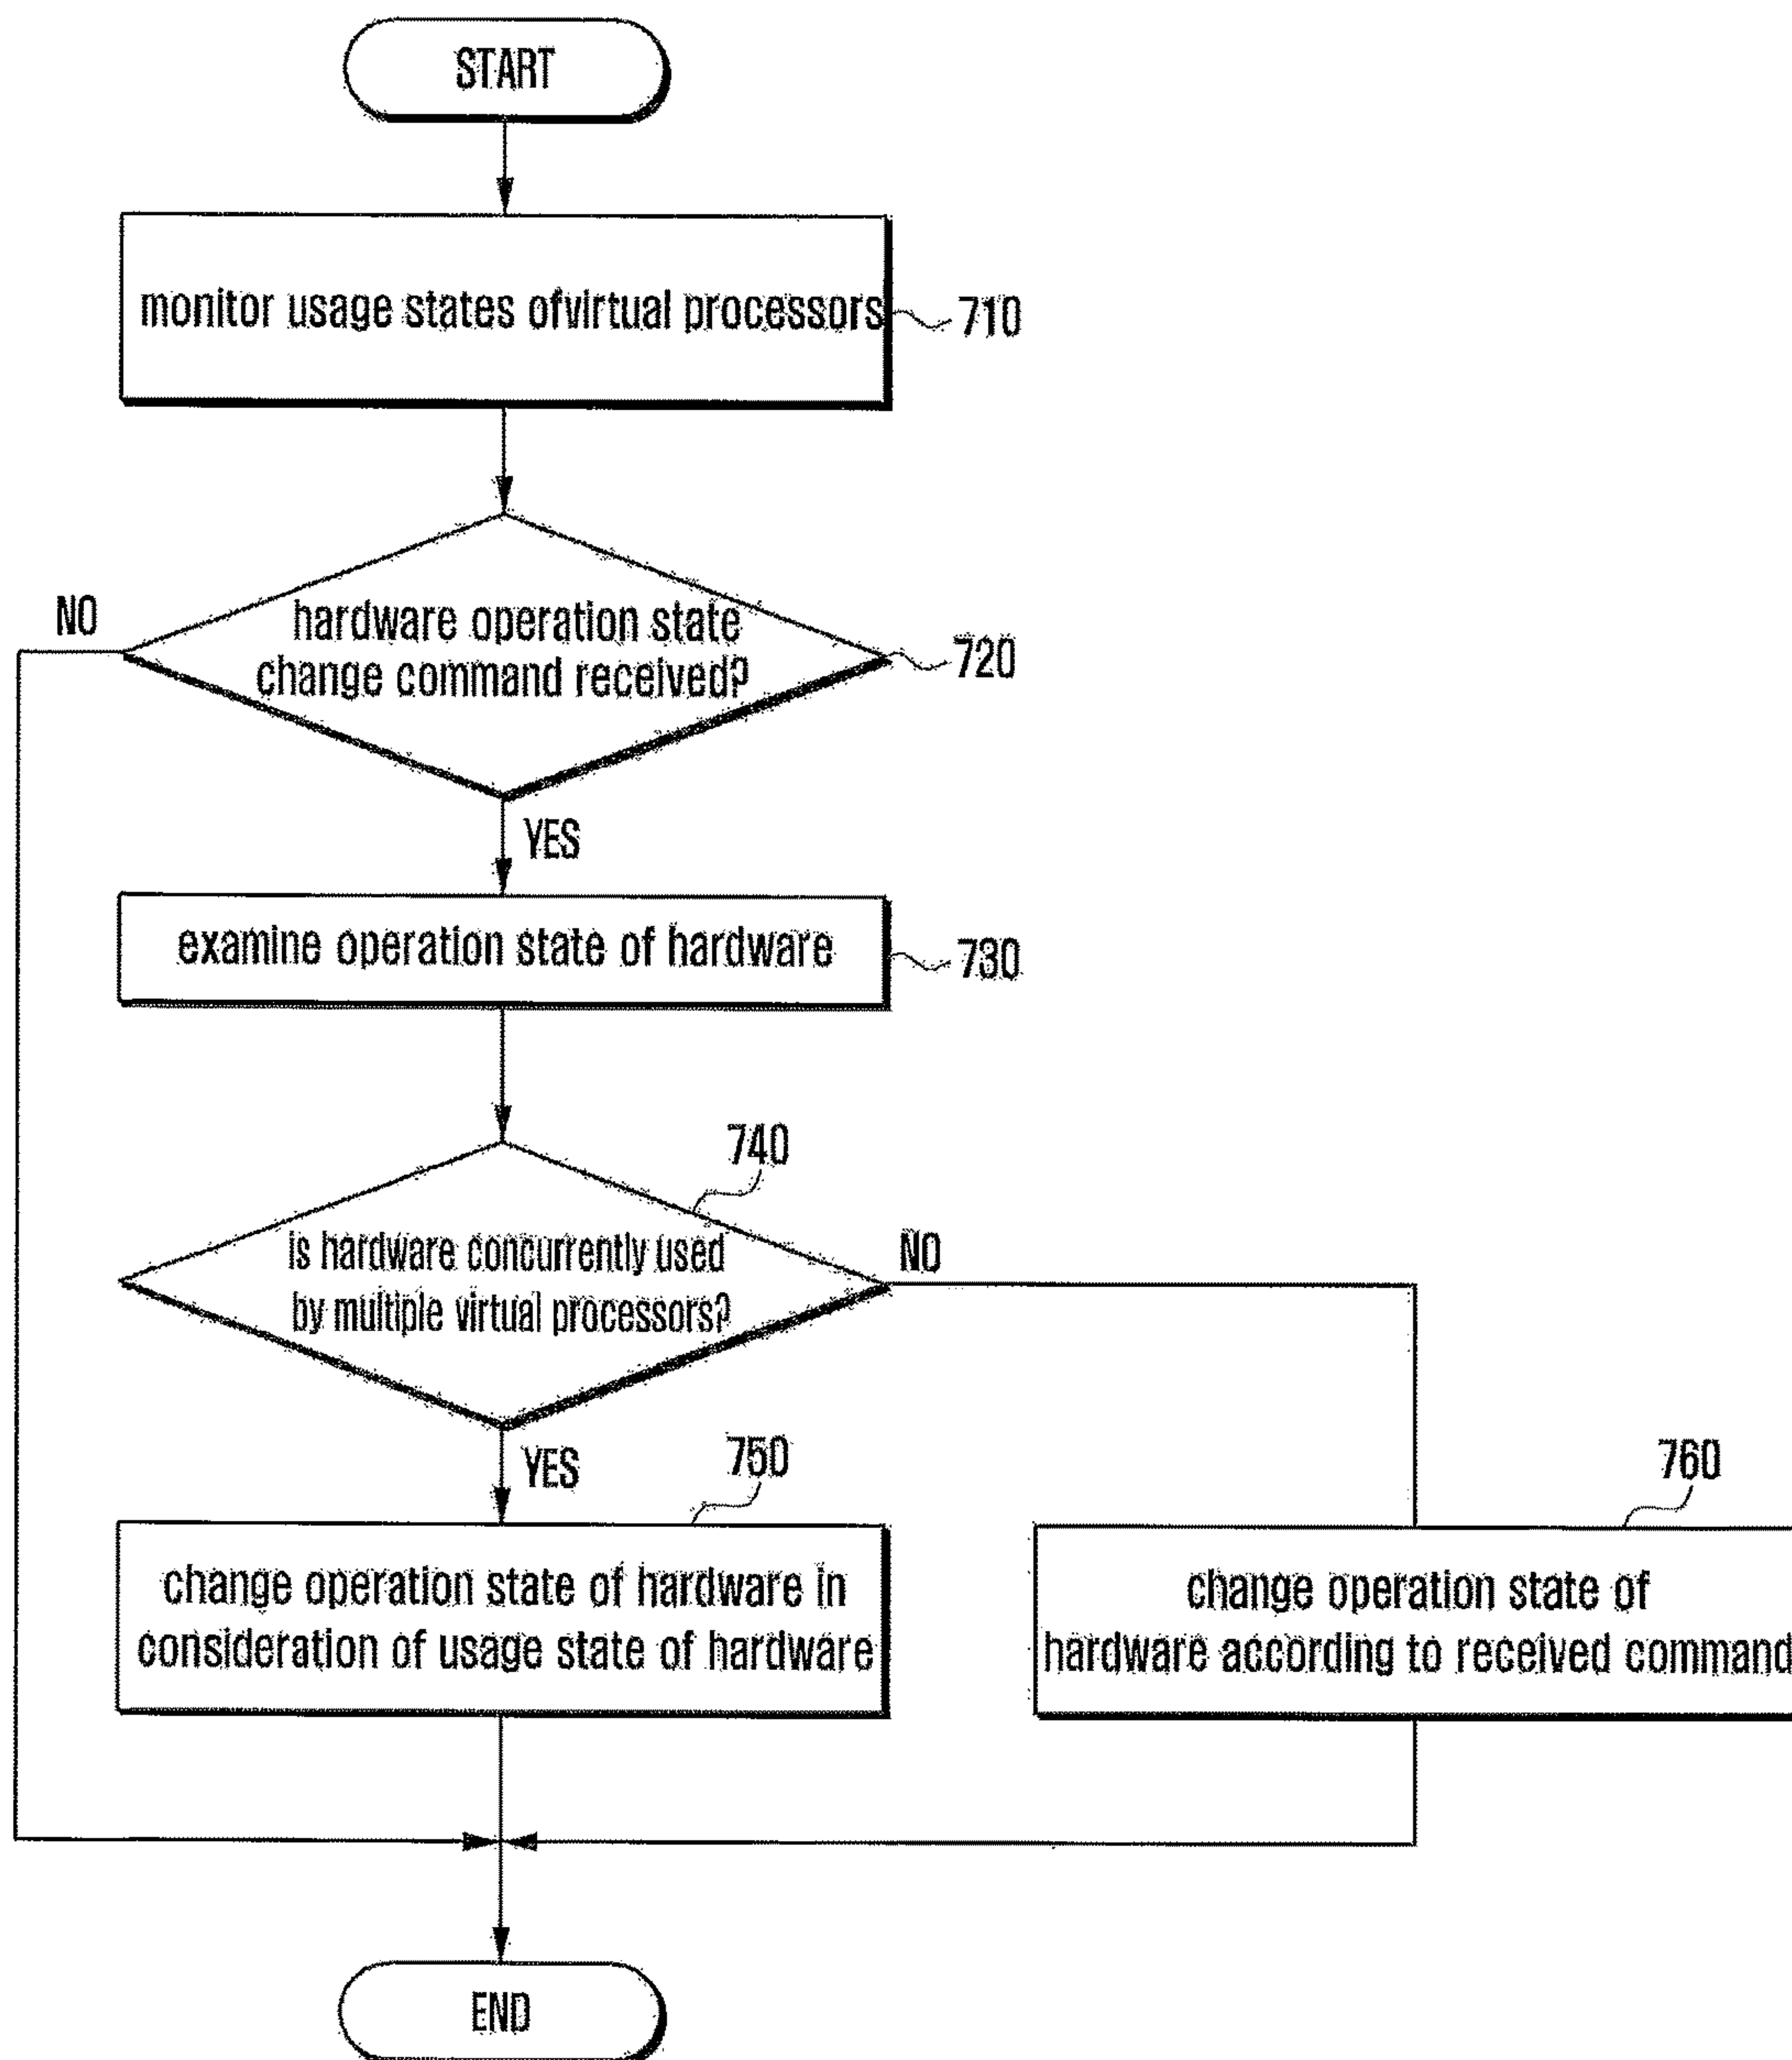 START
monitor usage states ofvirtual processors
710
NO
hardware operation state
change command received?
720
YES
examine operation state of hardware
730
740
is hardware concurrently used
by multiple virtual processors?
NO
YES
750
760
change operation state of hardware in
consideration of usage state of hardware
change operation state of
hardware according to received command
END